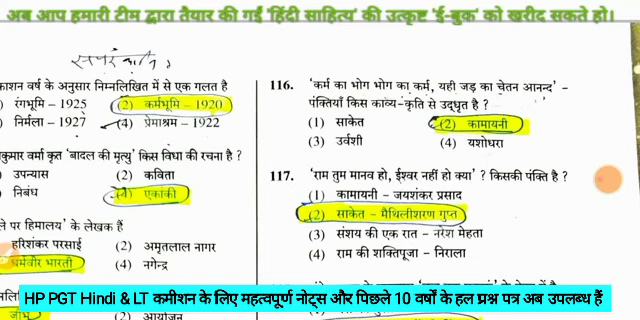 अब आप हमारी टीम द्वारा तैयार की गईं 'हिंदी साहित्य' की उत्कृष्ट 'ई-बुक' को खरीद सकते हो।
काशन वर्ष के अनुसार निम्नलिखित में से एक गलत है
रंगभूमि – 1925 (2) कर्मभूमि – 1920
निर्मला – 1927 (4) प्रेमाश्रम – 1922
कुमार वर्मा कृत 'बादल की मृत्यु' किस विधा की रचना है ?
उपन्यास (2) कविता
निबंध (4) एकांकी
ले पर हिमालय' के लेखक हैं
हरिशंकर परसाई (2) अमृतलाल नागर
धर्मवीर भारती (4) नगेन्द्र
(2) आयोजन
116. 'कर्म का भोग भोग का कर्म, यही जड़ का चेतन आनन्द' –
पंक्तियाँ किस काव्य-कृति से उद्धृत है ?
(1) साकेत (2) कामायनी
(3) उर्वशी (4) यशोधरा
117. 'राम तुम मानव हो, ईश्वर नहीं हो क्या' ? किसकी पंक्ति है ?
(1) कामायनी – जयशंकर प्रसाद
(2) साकेत – मैथिलीशरण गुप्त
(3) संशय की एक रात – नरेश मेहता
(4) राम की शक्तिपूजा – निराला
HP PGT Hindi & LT कमीशन के लिए महत्वपूर्ण नोट्स और पिछले 10 वर्षों के हल प्रश्न पत्र अब उपलब्ध हैं